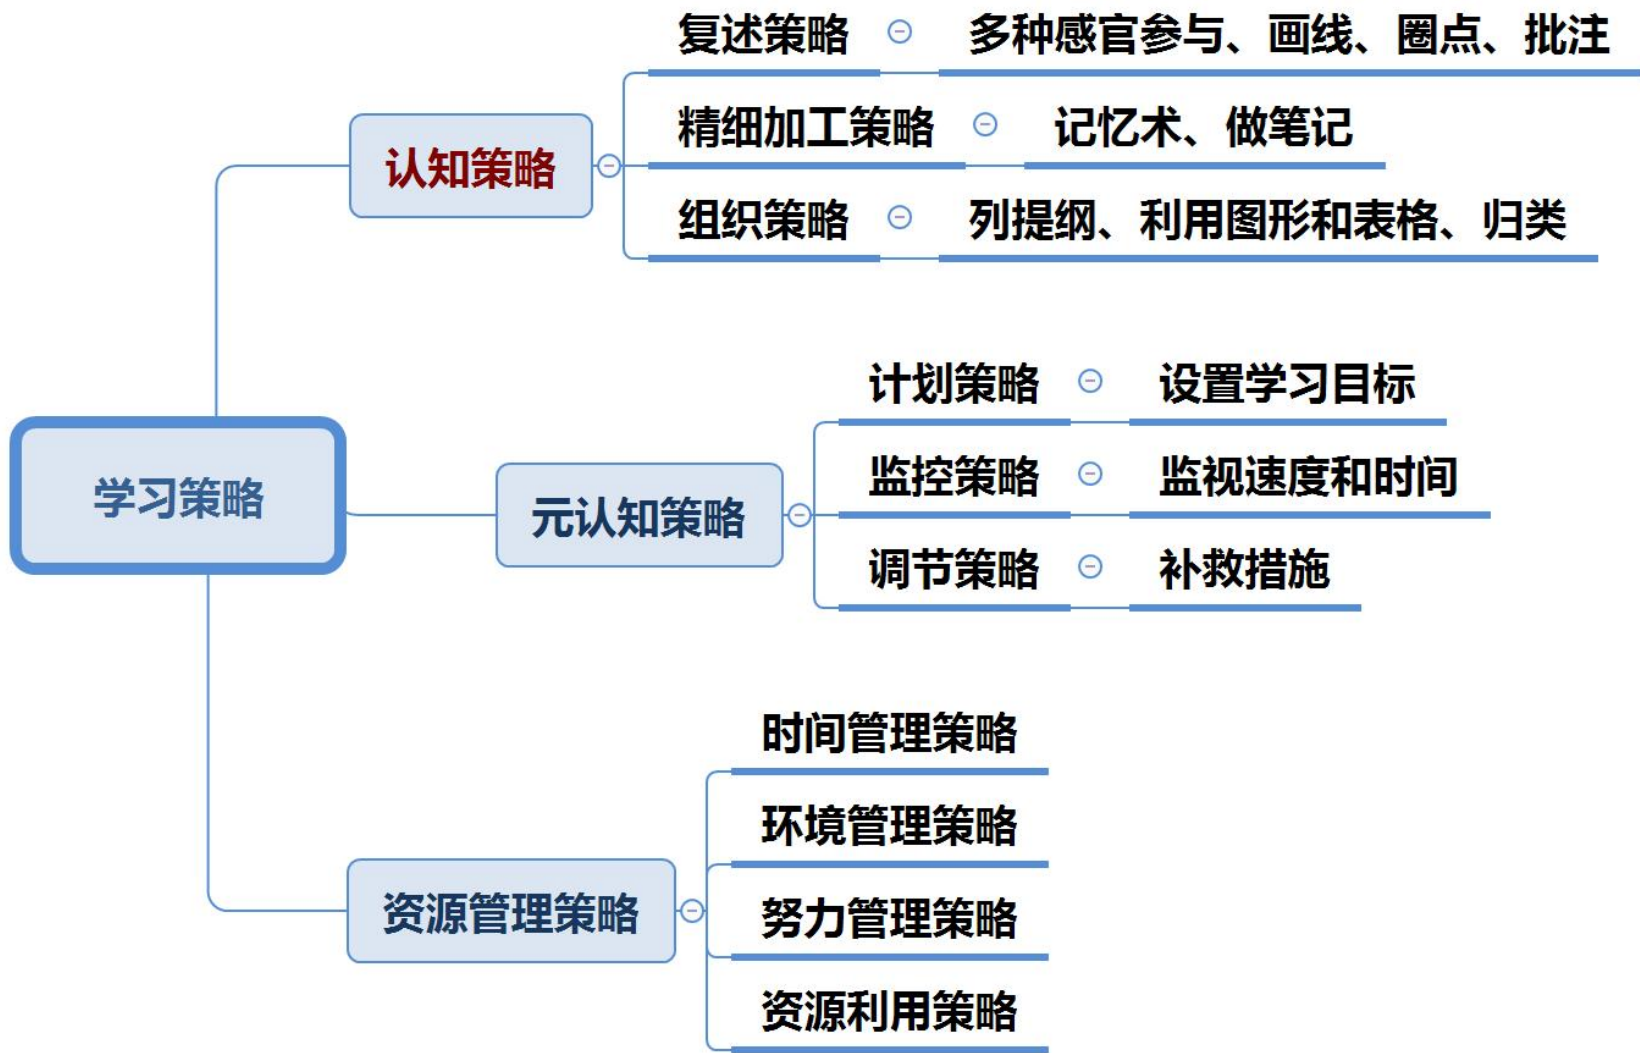 复述策略 多种感官参与、画线、圈点、批注
精细加工策略 记忆术、做笔记
认知策略
组织策略 列提纲、利用图形和表格、归类
计划策略 设置学习目标
监控策略 监视速度和时间
学习策略
元认知策略
调节策略 补救措施
时间管理策略
环境管理策略
资源管理策略
努力管理策略
资源利用策略